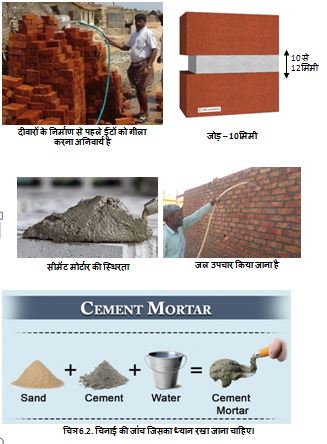 10 से
12मिमी
दीवारों के निर्माण से पहले ईंटों को गीला
करना अनिवार्य है
जोड़ – 10मिमी
सीमेंट मोर्टार की स्थिरता
जल उपचार किया जाना है
CEMENT MORTAR
Sand + Cement + Water = Cement
Mortar
चित्र 6.2. चिनाई की जांच जिसका ध्यान रखा जाना चाहिए।